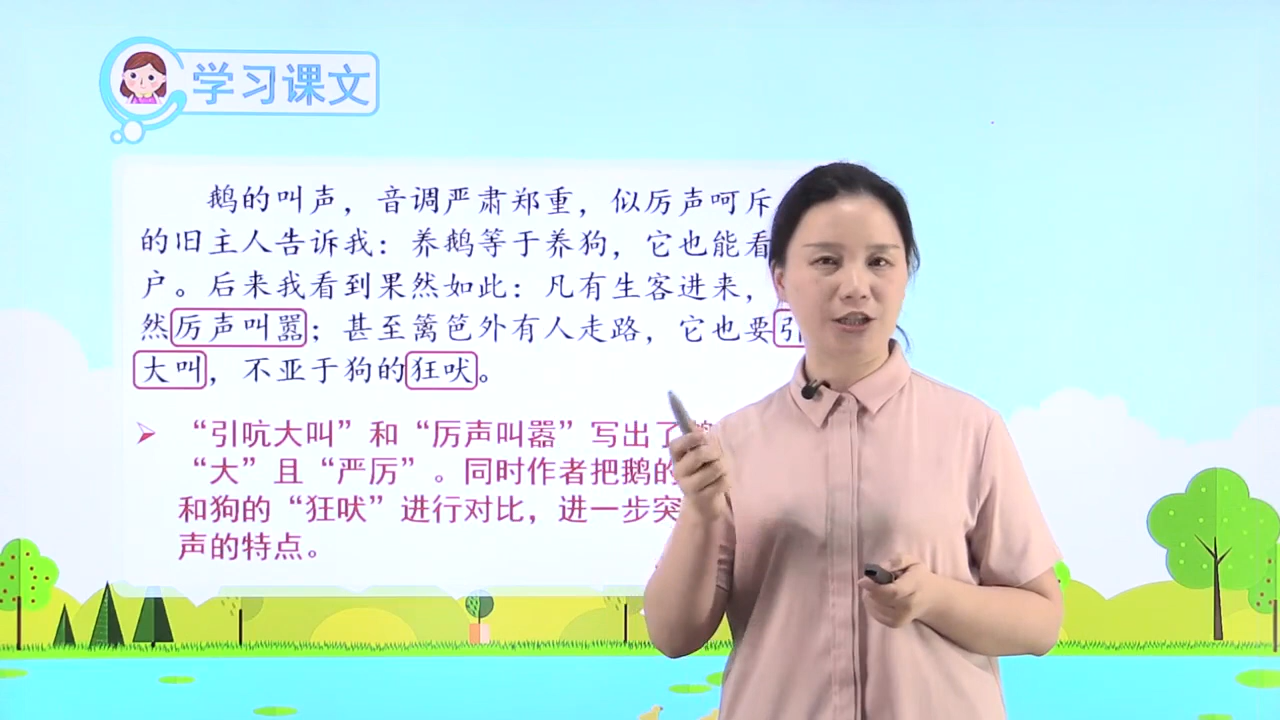 学习课文
鹅的叫声，音调严肃郑重，似厉声呵斥
的旧主人告诉我：养鹅等于养狗，它也能看
户。后来我看到果然如此：凡有生客进来，
然厉声叫嚣；甚至篱笆外有人走路，它也要引
大叫，不亚于狗的狂吠。
“引吭大叫”和“厉声叫嚣”写出了
“大”且“严厉”。同时作者把鹅的
和狗的“狂吠”进行对比，进一步突
声的特点。